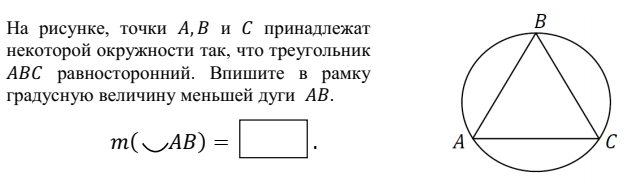 На рисунке, точки A, B и C принадлежат
некоторой окружности так, что треугольник
ABC равносторонний. Впишите в рамку
градусную величину меньшей дуги AB.
m(◡AB) = .
B
A
C